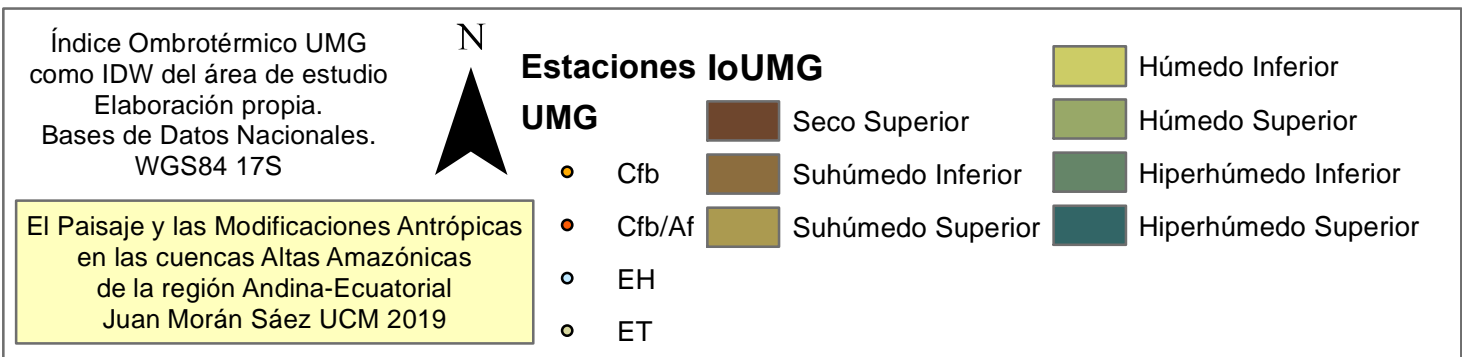 Índice Ombrotérmico UMG
como IDW del área de estudio
Elaboración propia.
Bases de Datos Nacionales.
WGS84 17S
El Paisaje y las Modificaciones Antrópicas
en las cuencas Altas Amazónicas
de la región Andina-Ecuatorial
Juan Morán Sáez UCM 2019
N
Estaciones
UMG
Cfb
Cfb/Af
EH
ET
IoUMG
Seco Superior
Suhúmedo Inferior
Suhúmedo Superior
Húmedo Inferior
Húmedo Superior
Hiperhúmedo Inferior
Hiperhúmedo Superior